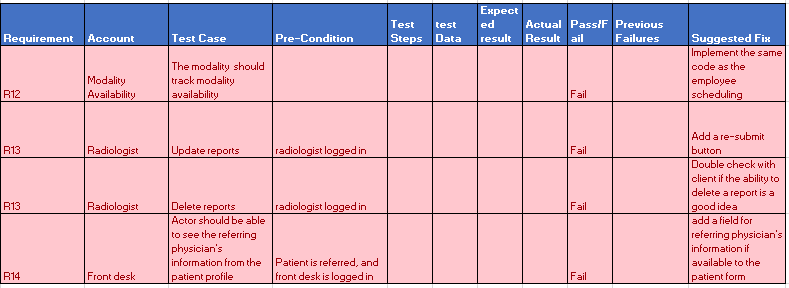 Requirement Account Test Case Pre-Condition Test Steps test Data Expected result Actual Result Pass/Fail Previous Failures Suggested Fix
R12 Modality Availability The modality should track modality availability Fail Implement the same code as the employee scheduling
R13 Radiologist Update reports radiologist logged in Fail Add a re-submit button
R13 Radiologist Delete reports radiologist logged in Fail Double check with client if the ability to delete a report is a good idea
R14 Front desk Actor should be able to see the referring physician's information from the patient profile Patient is referred, and front desk is logged in Fail add a field for referring physician's information if available to the patient form